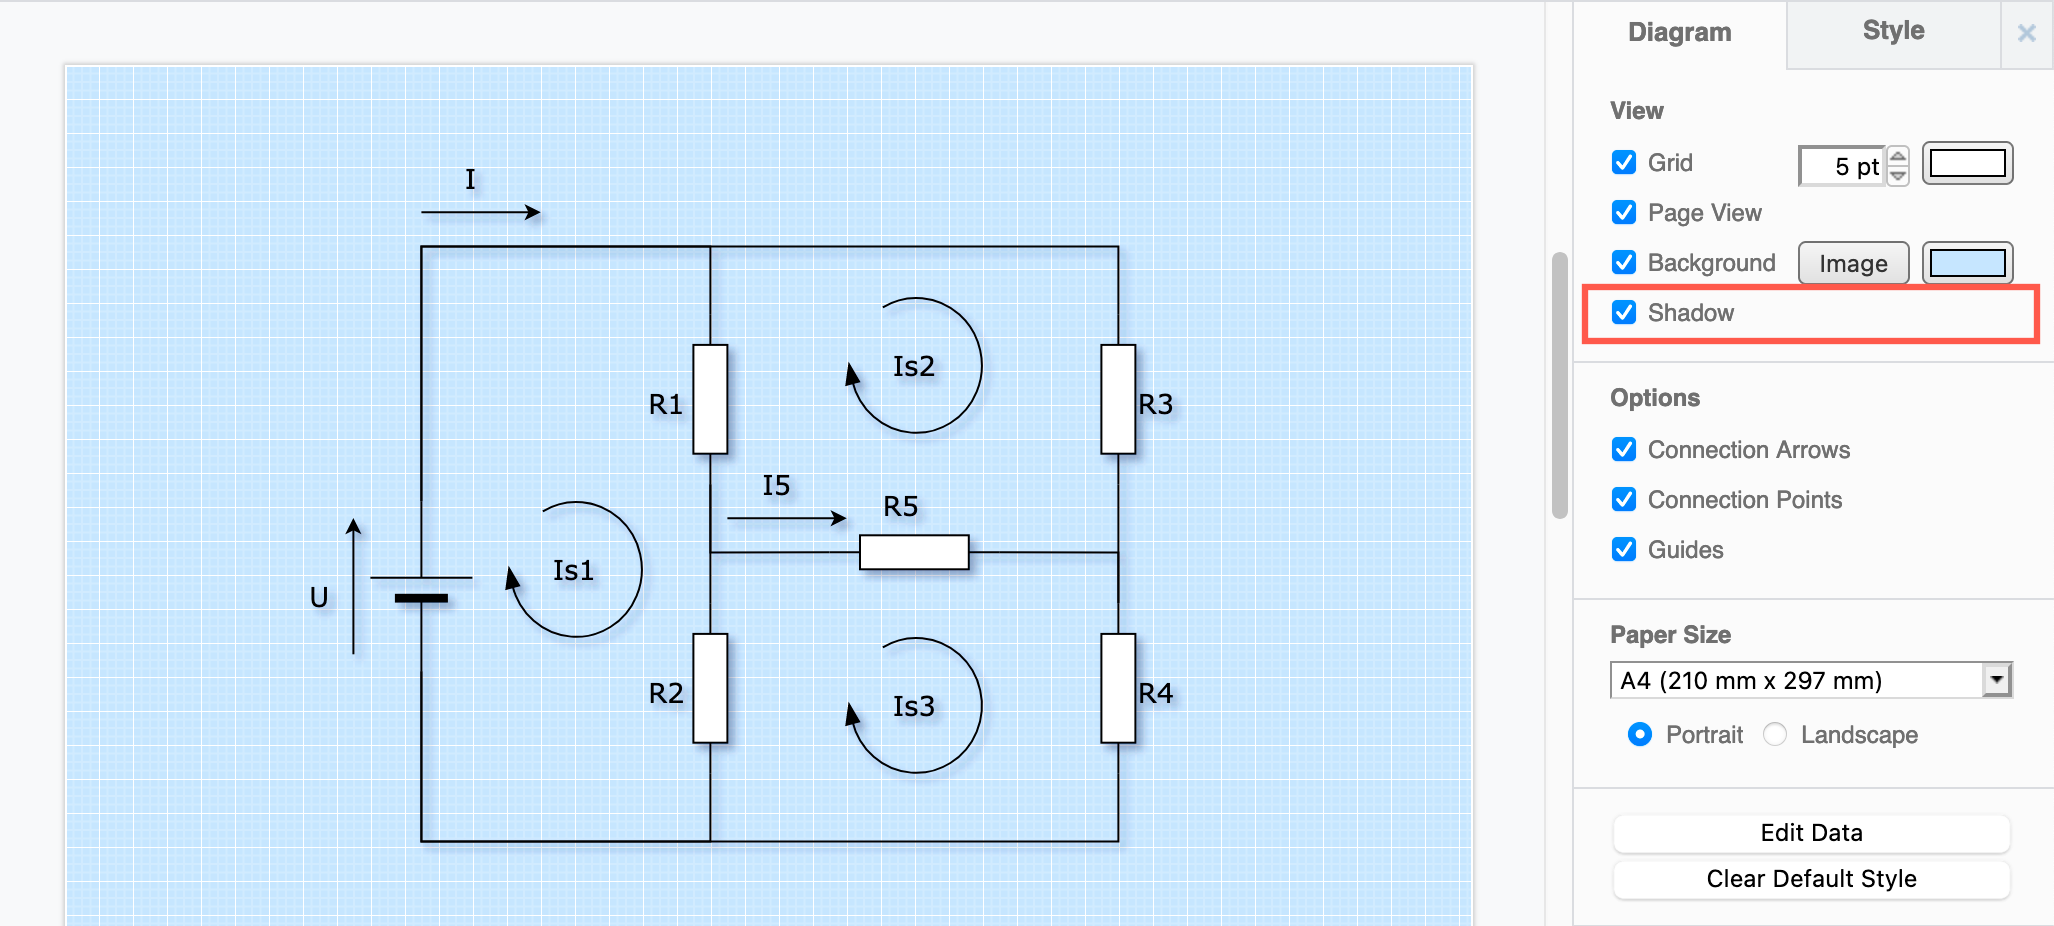 Diagram
Style
View
Grid
5 pt
Page View
Background
Image
Shadow
Options
Connection Arrows
Connection Points
Guides
Paper Size
A4 (210 mm x 297 mm)
Portrait
Landscape
Edit Data
Clear Default Style
I
Is2
R1
R3
I5
R5
Is1
U
R2
Is3
R4